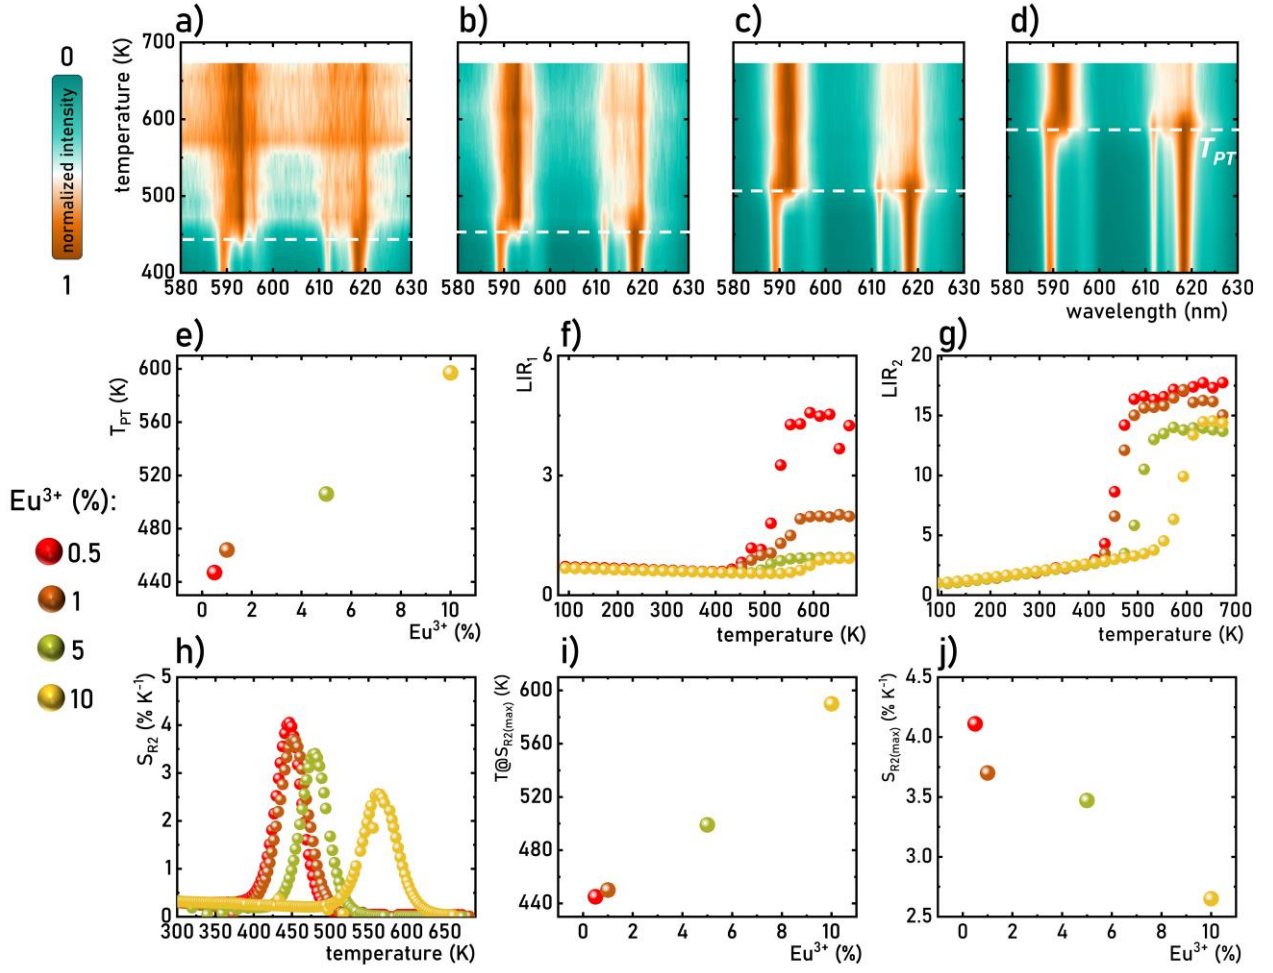 a)
b)
c)
d)
0
normalized intensity
1
temperature (K)
700
600
500
400
580 590 600 610 620 630
580 590 600 610 620 630
580 590 600 610 620 630
580 590 600 610 620 630
T_PT
wavelength (nm)
e)
T_PT (K)
600
560
520
480
440
0 2 4 6 8 10
Eu³⁺ (%)
f)
LIR₁
6
3
0
100 200 300 400 500 600
temperature (K)
g)
LIR₂
20
15
10
5
0
100 200 300 400 500 600 700
temperature (K)
Eu³⁺ (%):
0.5
1
5
10
h)
S_R2 (% K⁻¹)
5
4
3
2
1
0
300 350 400 450 500 550 600 650
temperature (K)
i)
T@S_R2(max) (K)
600
560
520
480
440
0 2 4 6 8 10
Eu³⁺ (%)
j)
S_R2(max) (% K⁻¹)
4.5
4.0
3.5
3.0
2.5
0 2 4 6 8 10
Eu³⁺ (%)